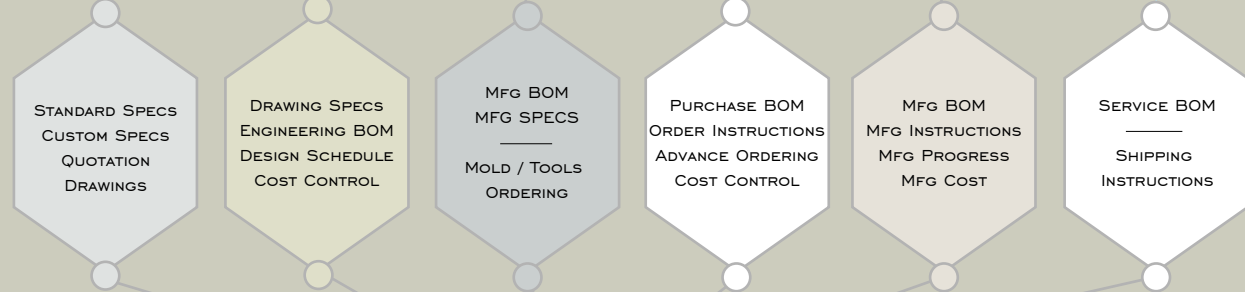 Standard Specs
Custom Specs
Quotation
Drawings
Drawing Specs
Engineering BOM
Design Schedule
Cost Control
Mfg BOM
MFG SPECS
Mold / Tools
Ordering
Purchase BOM
Order Instructions
Advance Ordering
Cost Control
Mfg BOM
Mfg Instructions
Mfg Progress
Mfg Cost
Service BOM
Shipping
Instructions